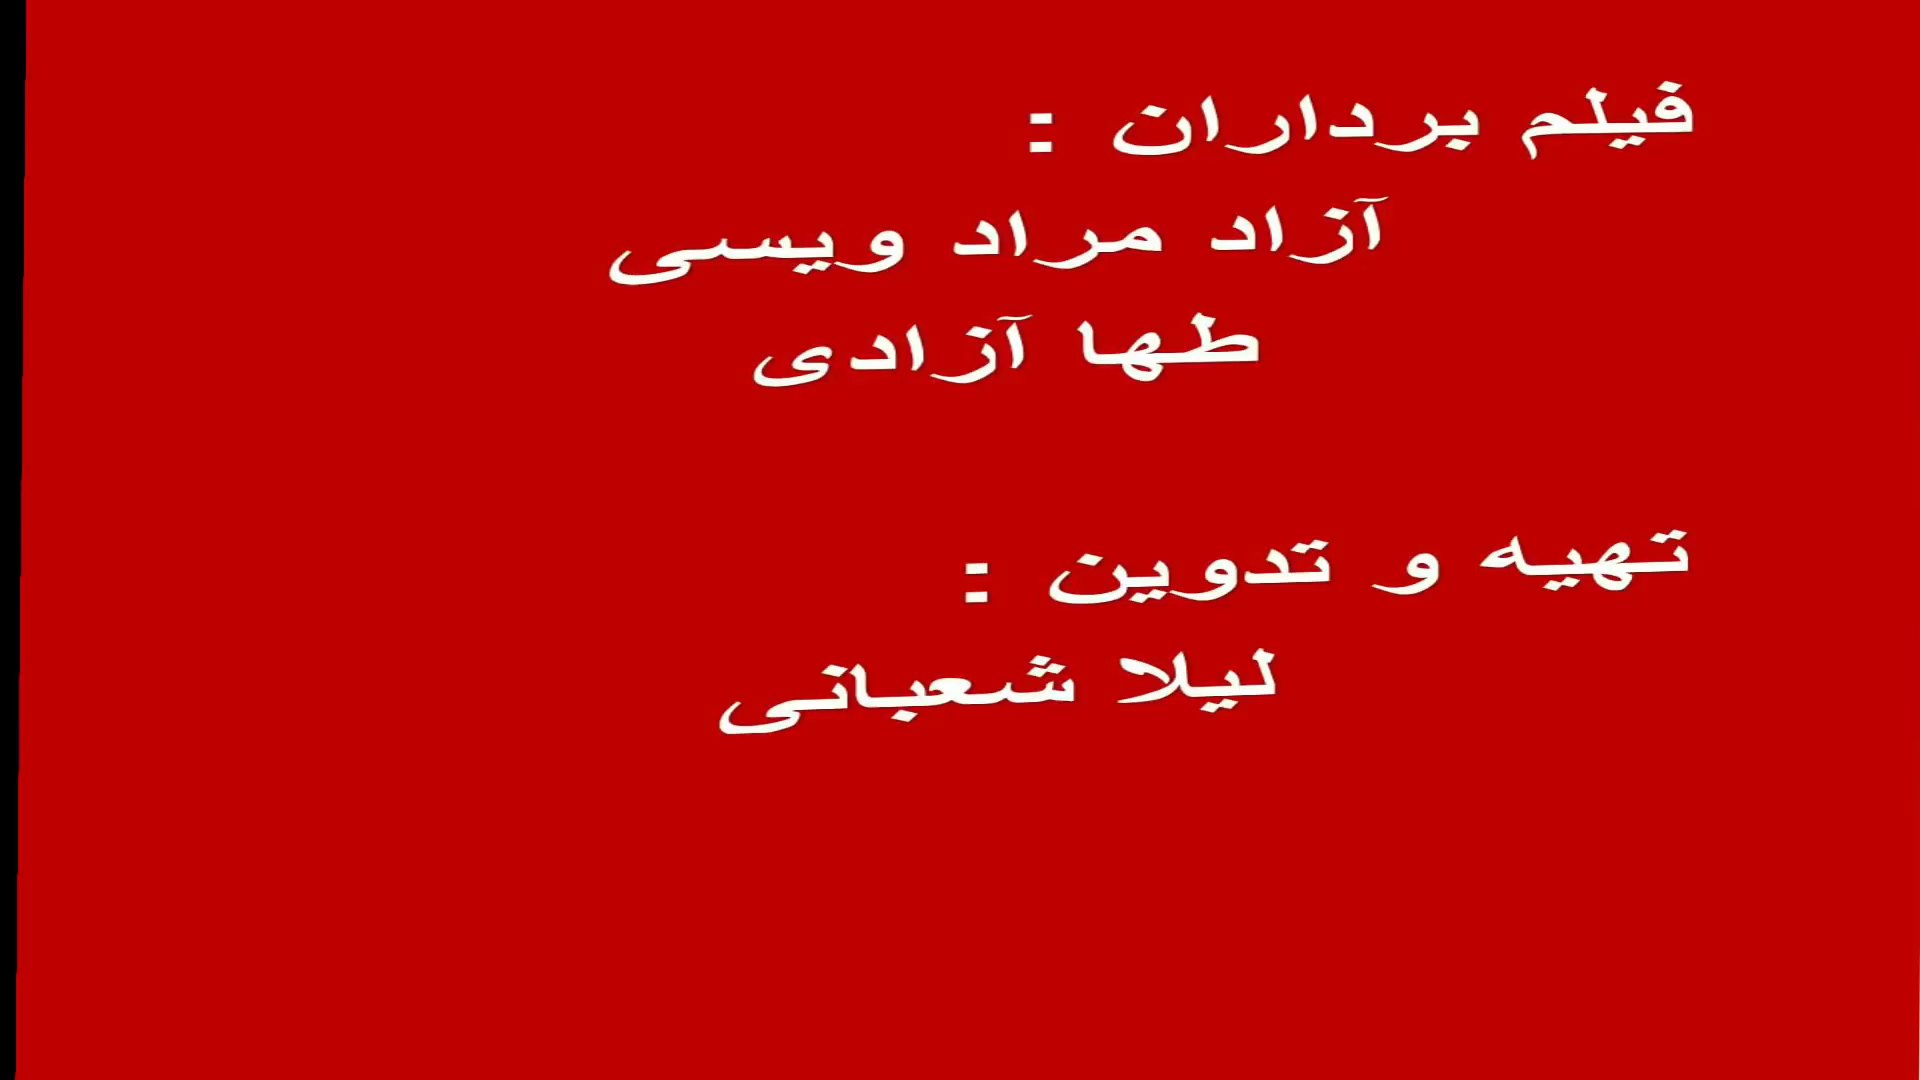 فیلم برداران :
آزاد مراد ویسی
طها آزادی
تهیه و تدوین :
لیلا شعبانی